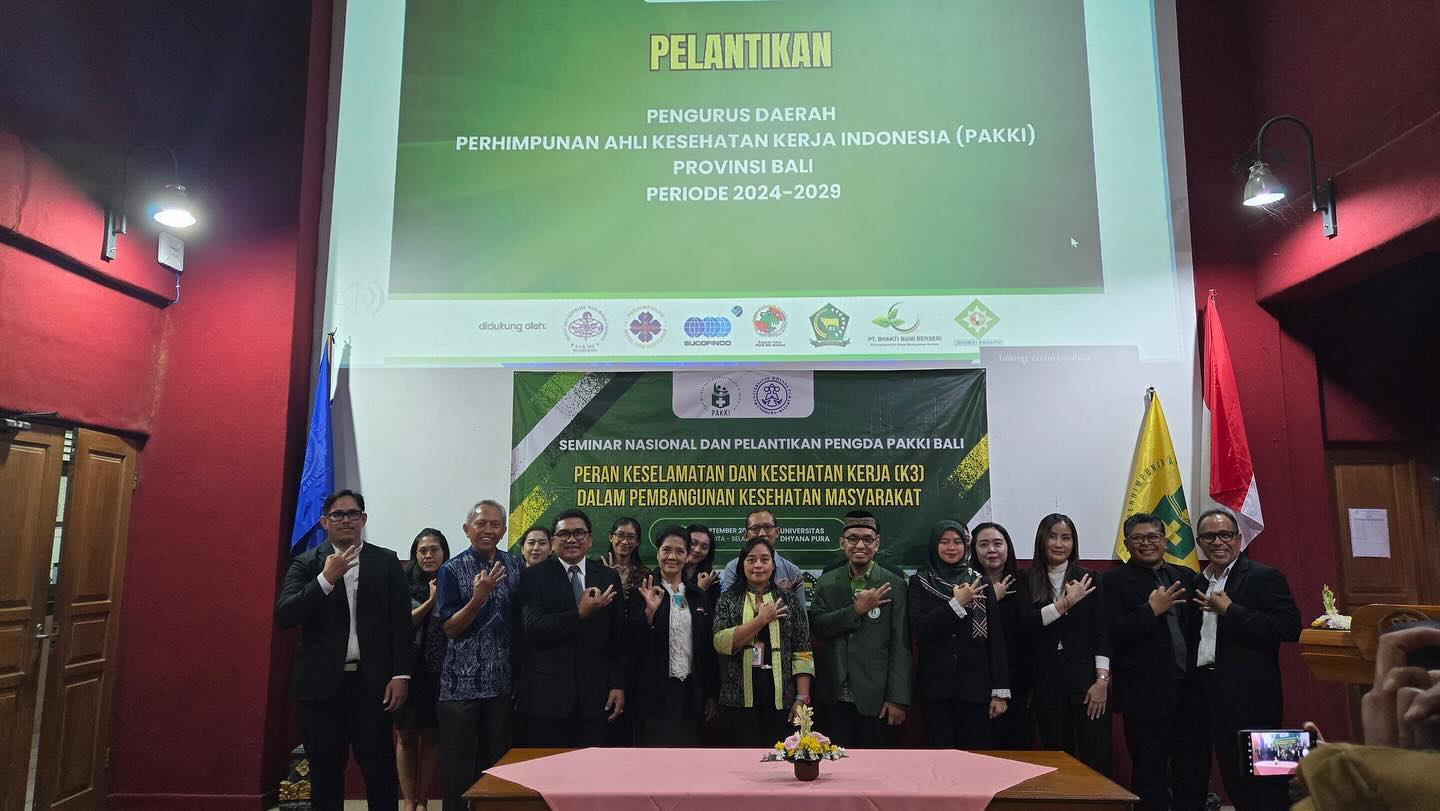 PELANTIKAN
PENGURUS DAERAH
PERHIMPUNAN AHLI KESEHATAN KERJA INDONESIA (PAKKI)
PROVINSI BALI
PERIODE 2024-2029
didukung oleh:
SUCOFINDO
PT. BHAKTI BUMI BERSERI
Talking:
PAKKI
SEMINAR NASIONAL DAN PELANTIKAN PENGDA PAKKI BALI
PERAN KESELAMATAN DAN KESEHATAN KERJA (K3)
DALAM PEMBANGUNAN KESEHATAN MASYARAKAT
UNIVERSITAS
DHYANA PURA